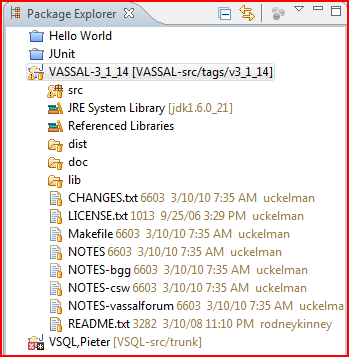 Package Explorer
Hello World
JUnit
VASSAL-3_1_14 [VASSAL-src/tags/v3_1_14]
src
JRE System Library [jdk1.6.0_21]
Referenced Libraries
dist
doc
lib
CHANGES.txt 6603 3/10/10 7:35 AM uckelman
LICENSE.txt 1013 9/25/06 3:29 PM uckelman
Makefile 6603 3/10/10 7:35 AM uckelman
NOTES 6603 3/10/10 7:35 AM uckelman
NOTES-bgg 6603 3/10/10 7:35 AM uckelman
NOTES-csw 6603 3/10/10 7:35 AM uckelman
NOTES-vassalforum 6603 3/10/10 7:35 AM uckelman
README.txt 3282 3/10/08 11:10 PM rodneykinney
VSQL,Pieter [VSQL-src/trunk]